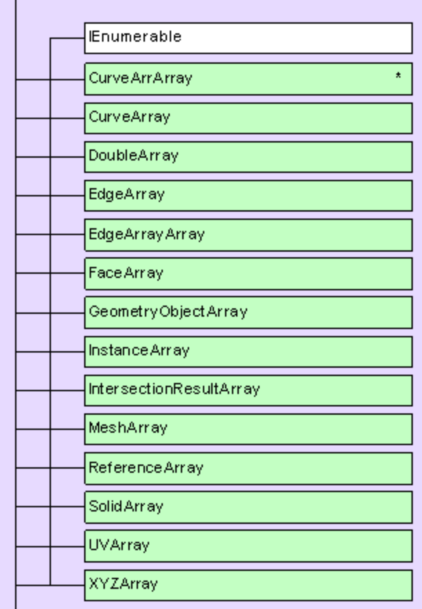 IEnumerable
CurveArrArray *
CurveArray
DoubleArray
EdgeArray
EdgeArrayArray
FaceArray
GeometryObjectArray
InstanceArray
IntersectionResultArray
MeshArray
ReferenceArray
SolidArray
UVArray
XYZArray